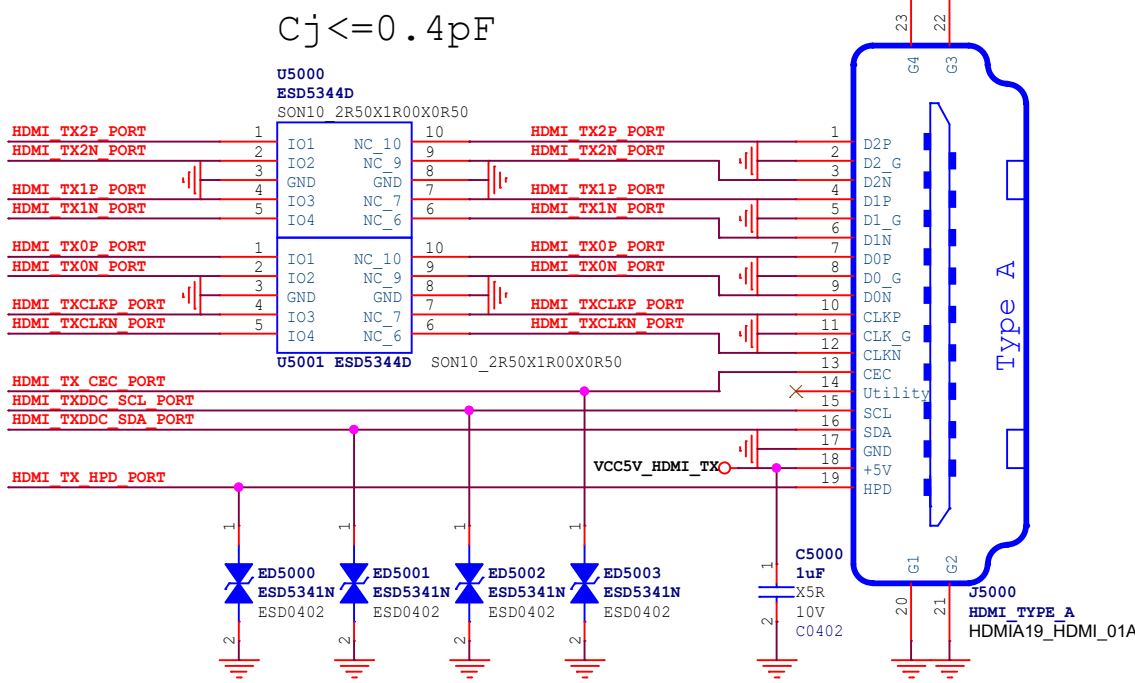 Cj<=0.4pF
23
22
G4
G3
U5000
ESD5344D
SON10_2R50X1R00X0R50
HDMI_TX2P_PORT 1 IO1 NC_10 10 HDMI_TX2P_PORT 1 D2P
HDMI_TX2N_PORT 2 IO2 NC_9 9 HDMI_TX2N_PORT 2 D2_G
3 GND GND 8 3 D2N
HDMI_TX1P_PORT 4 IO3 NC_7 7 HDMI_TX1P_PORT 4 D1P
HDMI_TX1N_PORT 5 IO4 NC_6 6 HDMI_TX1N_PORT 5 D1_G
6 D1N
HDMI_TX0P_PORT 1 IO1 NC_10 10 HDMI_TX0P_PORT 7 D0P
HDMI_TX0N_PORT 2 IO2 NC_9 9 HDMI_TX0N_PORT 8 D0_G
3 GND GND 8 9 D0N
HDMI_TXCLKP_PORT 4 IO3 NC_7 7 HDMI_TXCLKP_PORT 10 CLKP
HDMI_TXCLKN_PORT 5 IO4 NC_6 6 HDMI_TXCLKN_PORT 11 CLK_G
12 CLKN
U5001 ESD5344D SON10_2R50X1R00X0R50
Type A
HDMI_TX_CEC_PORT 13 CEC
14 Utility
HDMI_TXDDC_SCL_PORT 15 SCL
HDMI_TXDDC_SDA_PORT 16 SDA
17 GND
VCC5V_HDMI_TX 18 +5V
HDMI_TX_HPD_PORT 19 HPD
1 1 1 1 1
ED5000 ED5001 ED5002 ED5003
ESD5341N ESD5341N ESD5341N ESD5341N
ESD0402 ESD0402 ESD0402 ESD0402
2 2 2 2 2
C5000
1uF
X5R
10V
C0402
G1
G2
20
21
J5000
HDMI_TYPE_A
HDMIA19_HDMI_01A